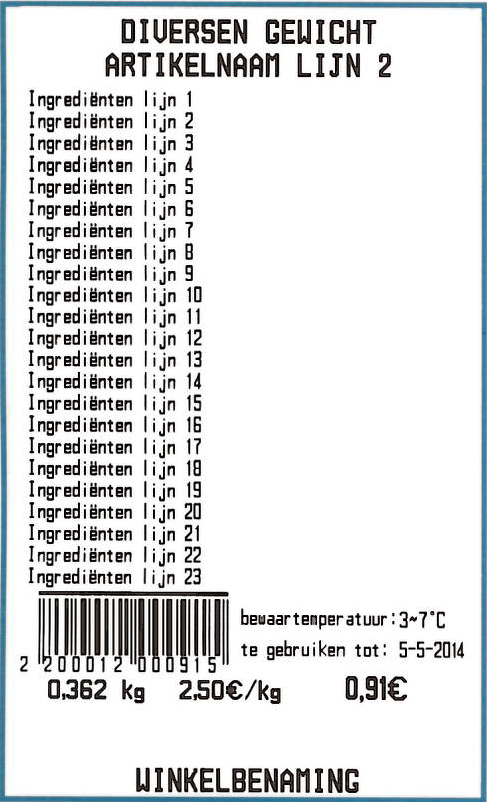 DIVERSEN GEWICHT
ARTIKELNAAM LIJN 2
Ingrediënten lijn 1
Ingrediënten lijn 2
Ingrediënten lijn 3
Ingrediënten lijn 4
Ingrediënten lijn 5
Ingrediënten lijn 6
Ingrediënten lijn 7
Ingrediënten lijn 8
Ingrediënten lijn 9
Ingrediënten lijn 10
Ingrediënten lijn 11
Ingrediënten lijn 12
Ingrediënten lijn 13
Ingrediënten lijn 14
Ingrediënten lijn 15
Ingrediënten lijn 16
Ingrediënten lijn 17
Ingrediënten lijn 18
Ingrediënten lijn 19
Ingrediënten lijn 20
Ingrediënten lijn 21
Ingrediënten lijn 22
Ingrediënten lijn 23
bewaartemperatuur:3~7°C
te gebruiken tot: 5-5-2014
2 200012 000915
0,362 kg 2,50€/kg 0,91€
WINKELBENAMING